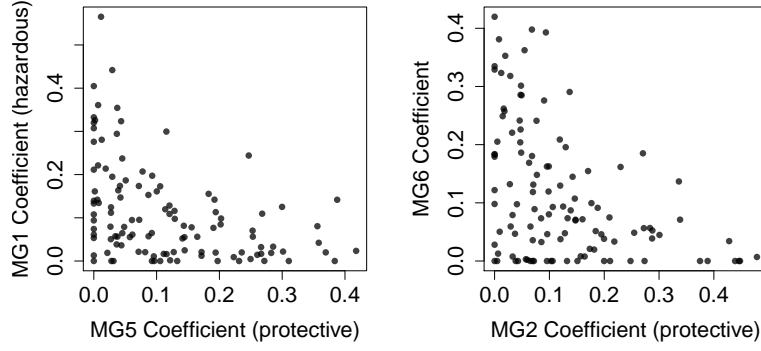 MG1 Coefficient (hazardous)
0.0 0.2 0.4
0.0 0.1 0.2 0.3 0.4
MG5 Coefficient (protective)
MG6 Coefficient
0.0 0.1 0.2 0.3 0.4
0.0 0.1 0.2 0.3 0.4
MG2 Coefficient (protective)